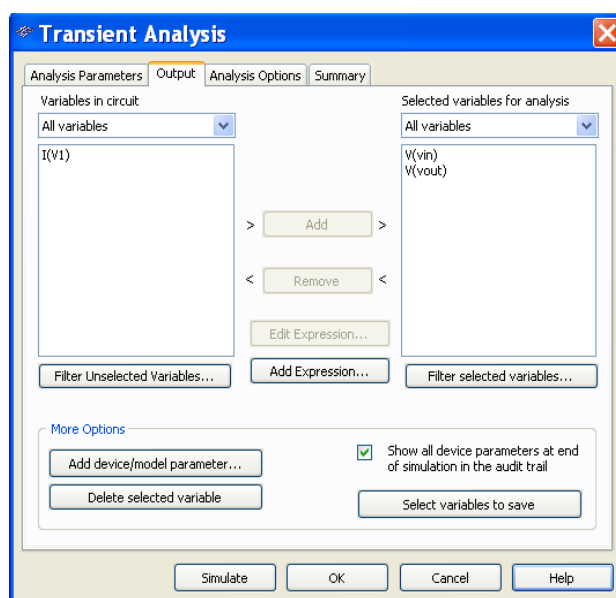 Transient Analysis
Analysis Parameters Output Analysis Options Summary
Variables in circuit
All variables
I(V1)
Filter Unselected Variables...
> Add >
< Remove <
Edit Expression...
Add Expression...
Selected variables for analysis
All variables
V(vin)
V(vout)
Filter selected variables...
More Options
Add device/model parameter...
Delete selected variable
Show all device parameters at end
of simulation in the audit trail
Select variables to save
Simulate OK Cancel Help